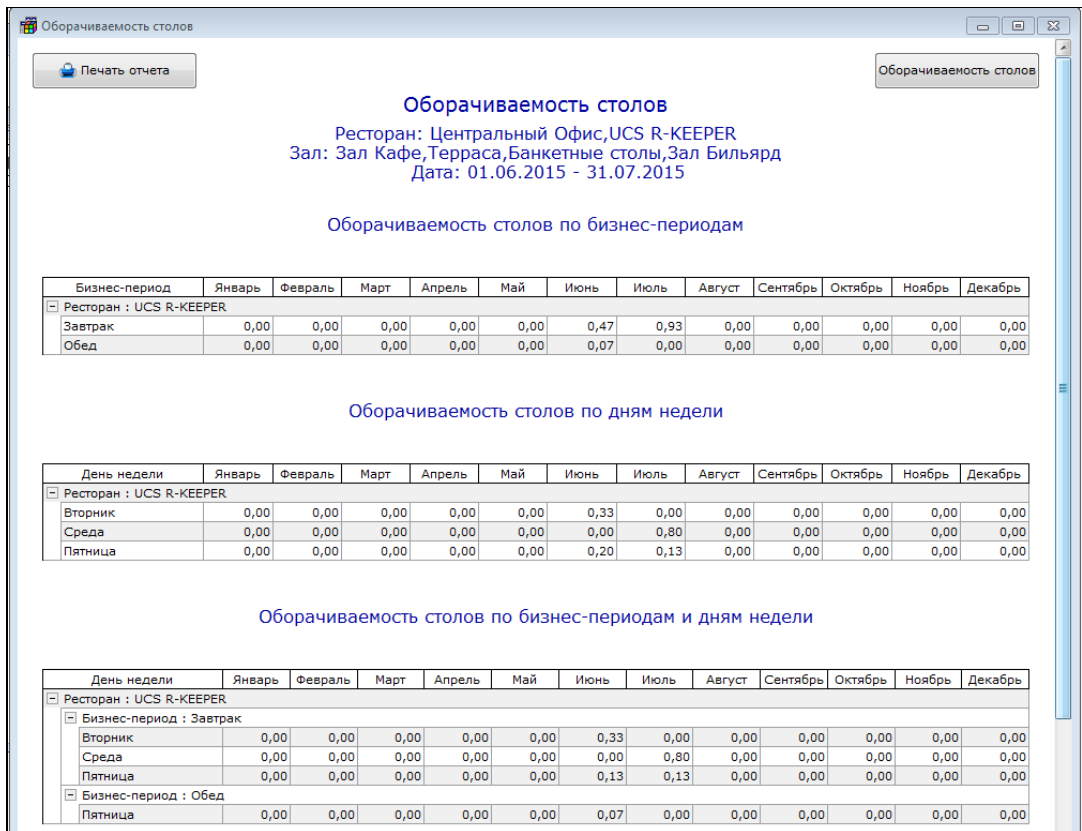 Оборачиваемость столов
Печать отчета
Оборачиваемость столов
Оборачиваемость столов
Ресторан: Центральный Офис,UCS R-KEEPER
Зал: Зал Кафе,Терраса,Банкетные столы,Зал Бильярд
Дата: 01.06.2015 - 31.07.2015
Оборачиваемость столов по бизнес-периодам
Бизнес-период Январь Февраль Март Апрель Май Июнь Июль Август Сентябрь Октябрь Ноябрь Декабрь
Ресторан : UCS R-KEEPER
Завтрак 0,00 0,00 0,00 0,00 0,00 0,47 0,93 0,00 0,00 0,00 0,00 0,00
Обед 0,00 0,00 0,00 0,00 0,00 0,07 0,00 0,00 0,00 0,00 0,00 0,00
Оборачиваемость столов по дням недели
День недели Январь Февраль Март Апрель Май Июнь Июль Август Сентябрь Октябрь Ноябрь Декабрь
Ресторан : UCS R-KEEPER
Вторник 0,00 0,00 0,00 0,00 0,00 0,33 0,00 0,00 0,00 0,00 0,00 0,00
Среда 0,00 0,00 0,00 0,00 0,00 0,00 0,80 0,00 0,00 0,00 0,00 0,00
Пятница 0,00 0,00 0,00 0,00 0,00 0,20 0,13 0,00 0,00 0,00 0,00 0,00
Оборачиваемость столов по бизнес-периодам и дням недели
День недели Январь Февраль Март Апрель Май Июнь Июль Август Сентябрь Октябрь Ноябрь Декабрь
Ресторан : UCS R-KEEPER
Бизнес-период : Завтрак
Вторник 0,00 0,00 0,00 0,00 0,00 0,33 0,00 0,00 0,00 0,00 0,00 0,00
Среда 0,00 0,00 0,00 0,00 0,00 0,00 0,80 0,00 0,00 0,00 0,00 0,00
Пятница 0,00 0,00 0,00 0,00 0,00 0,13 0,13 0,00 0,00 0,00 0,00 0,00
Бизнес-период : Обед
Пятница 0,00 0,00 0,00 0,00 0,00 0,07 0,00 0,00 0,00 0,00 0,00 0,00